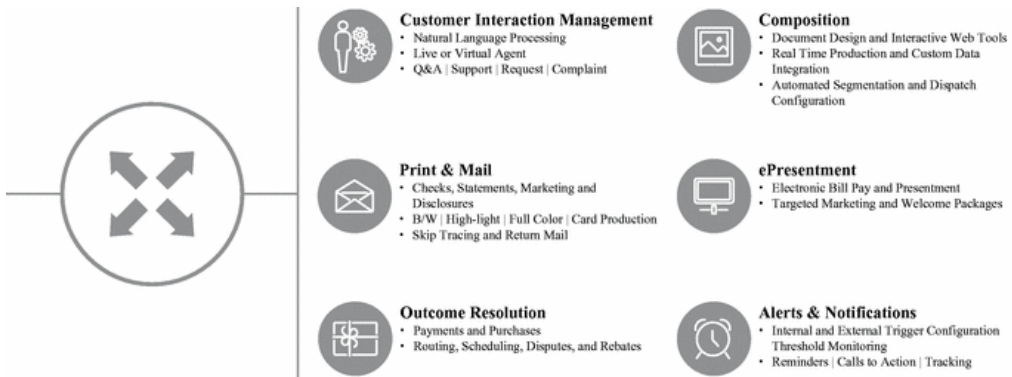 Customer Interaction Management
• Natural Language Processing
• Live or Virtual Agent
• Q&A | Support | Request | Complaint
Composition
• Document Design and Interactive Web Tools
• Real Time Production and Custom Data
Integration
• Automated Segmentation and Dispatch
Configuration
Print & Mail
• Checks, Statements, Marketing and
Disclosures
• B/W | High-light | Full Color | Card Production
• Skip Tracing and Return Mail
ePresentment
• Electronic Bill Pay and Presentment
• Targeted Marketing and Welcome Packages
Outcome Resolution
• Payments and Purchases
• Routing, Scheduling, Disputes, and Rebates
Alerts & Notifications
• Internal and External Trigger Configuration
Threshold Monitoring
• Reminders | Calls to Action | Tracking